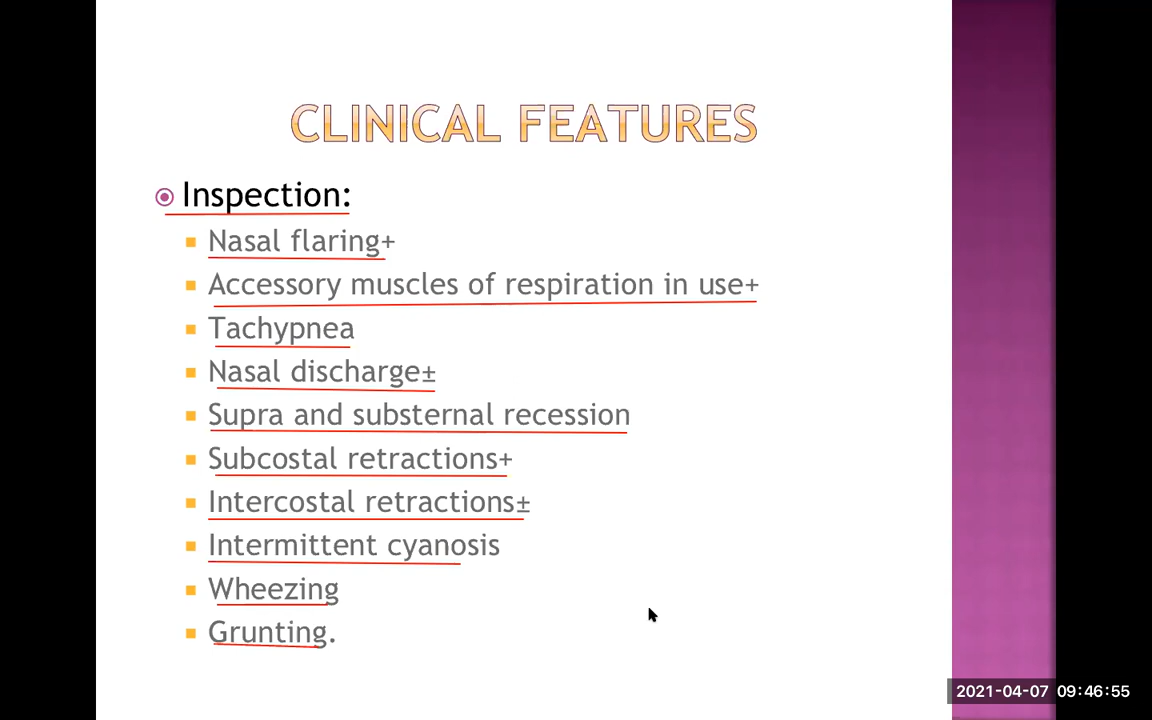 CLINICAL FEATURES
Inspection:
Nasal flaring+
Accessory muscles of respiration in use+
Tachypnea
Nasal discharge±
Supra and substernal recession
Subcostal retractions+
Intercostal retractions±
Intermittent cyanosis
Wheezing
Grunting.
2021-04-07 09:46:55